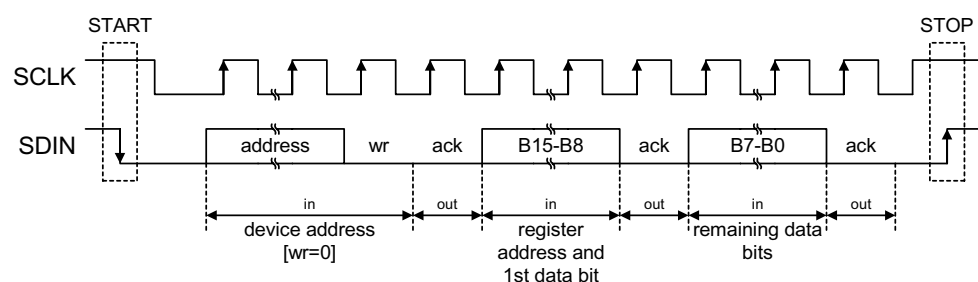 START
STOP
SCLK
SDIN
address
wr
ack
B15-B8
ack
B7-B0
ack
in
out
in
out
in
out
device address
[wr=0]
register
address and
1st data bit
remaining data
bits